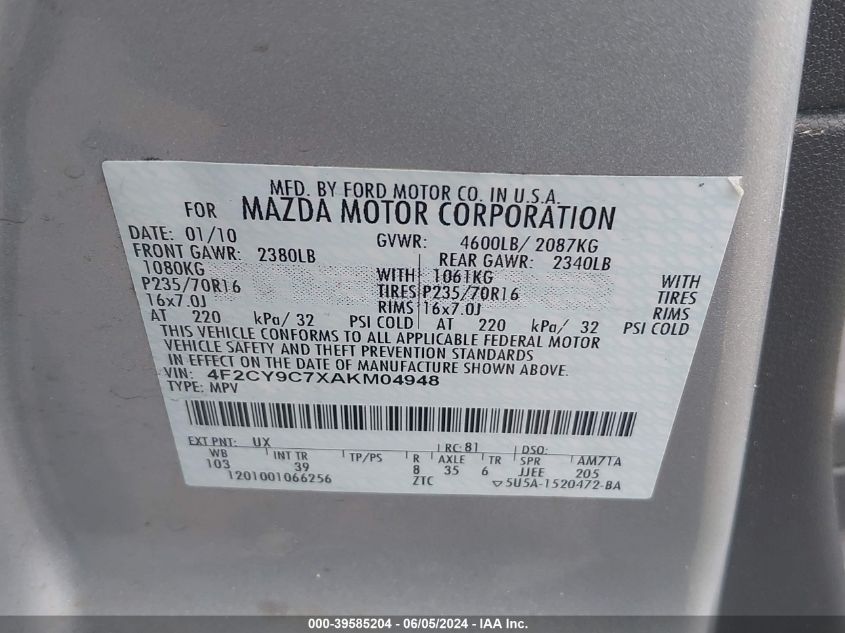 MFD. BY FORD MOTOR CO. IN U.S.A.
FOR MAZDA MOTOR CORPORATION
DATE: 01/10 GVWR: 4600LB/ 2087KG
FRONT GAWR: 2380LB REAR GAWR: 2340LB
1080KG WITH 1061KG WITH
P235/70R16 TIRES P235/70R16 TIRES
16x7.0J RIMS 16x7.0J RIMS
AT 220 kPa/ 32 PSI COLD AT 220 kPa/ 32 PSI COLD
THIS VEHICLE CONFORMS TO ALL APPLICABLE FEDERAL MOTOR
VEHICLE SAFETY AND THEFT PREVENTION STANDARDS
IN EFFECT ON THE DATE OF MANUFACTURE SHOWN ABOVE.
VIN: 4F2CY9C7XAKM04948
TYPE: MPV
EXT PNT: UX RC: 81 DSO:
WB INT TR TP/PS R AXLE TR SPR AM7TA
103 39 8 35 6 JJEE 205
1201001066256 ZTC ▽5U5A-1520472-BA
000-39585204 - 06/05/2024 - IAA Inc.